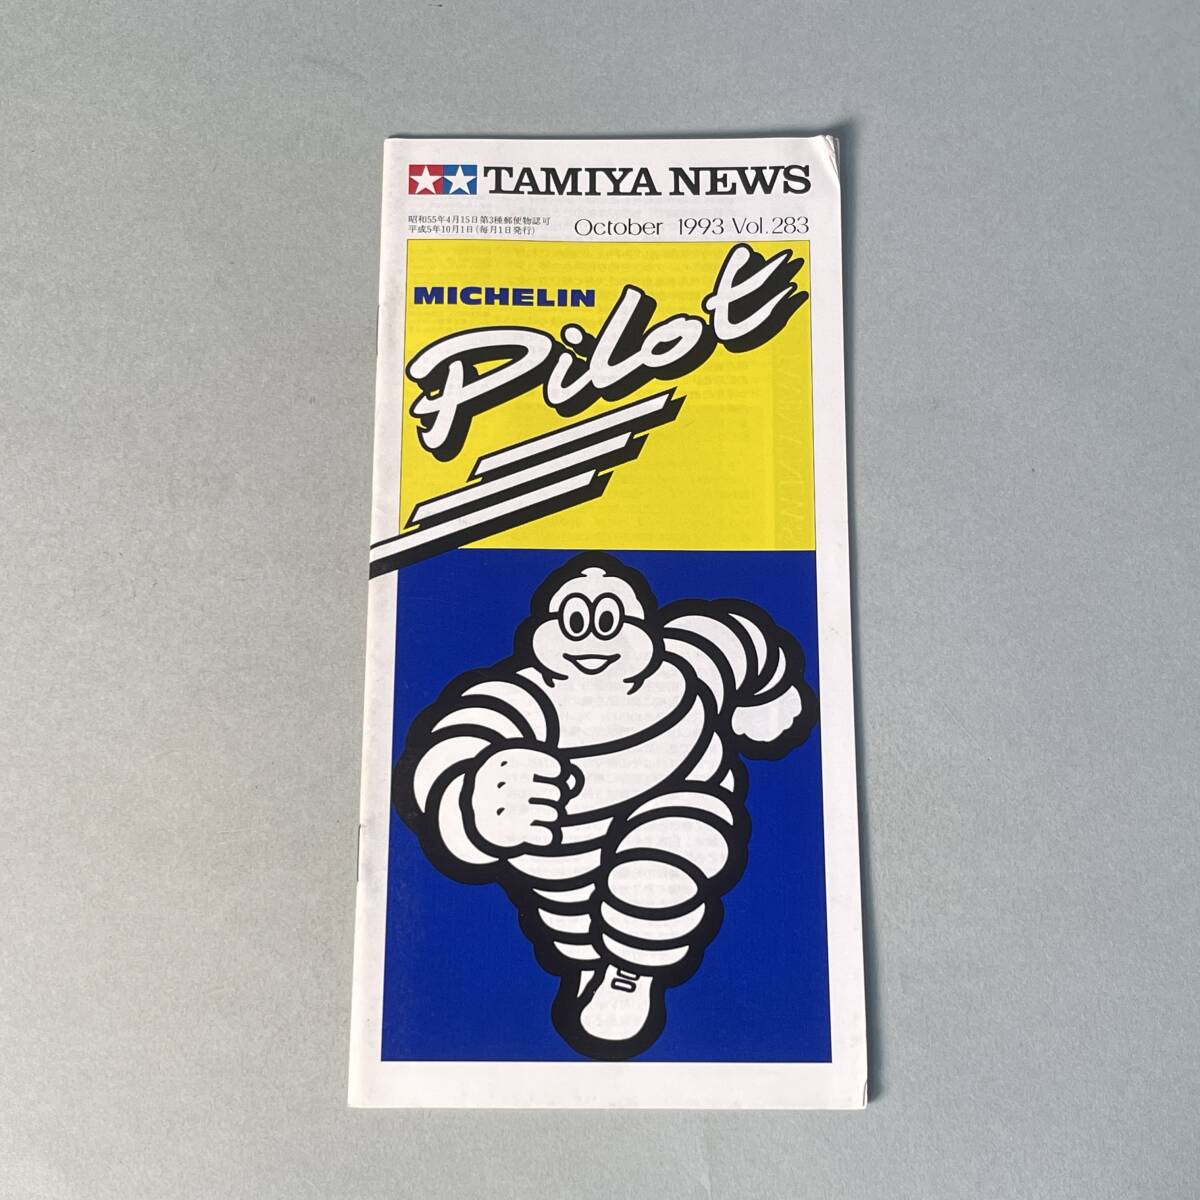 TAMIYA NEWS
昭和55年4月15日第3種郵便物認可
平成5年10月1日(毎月1日発行)
October 1993 Vol.283
MICHELIN
Pilot